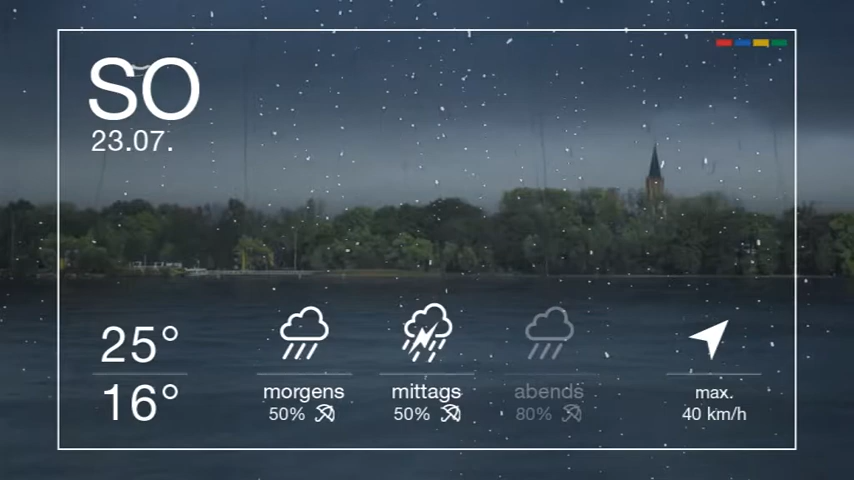 SO
23.07.
25°
16°
morgens
50%
mittags
50%
abends
80%
max.
40 km/h